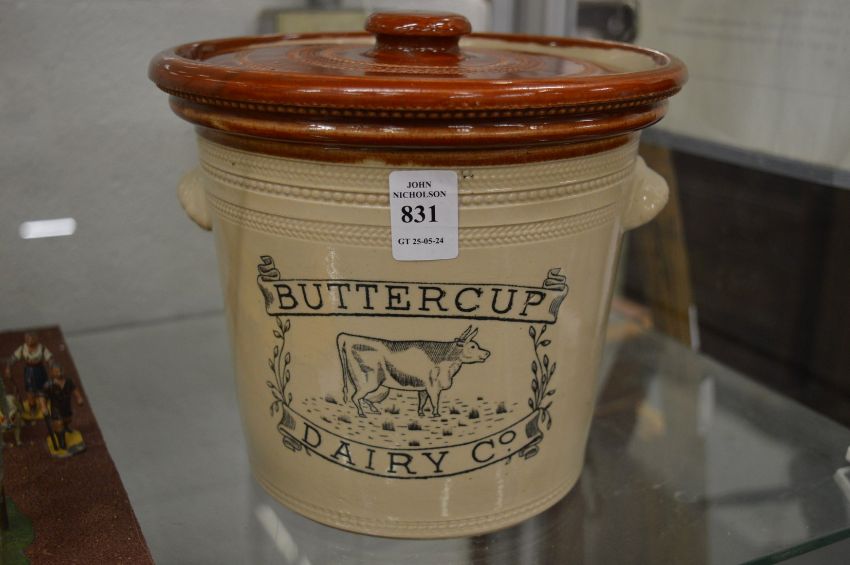 JOHN
NICHOLSON
831
GT 25-05-24
BUTTERCUP
DAIRY Co